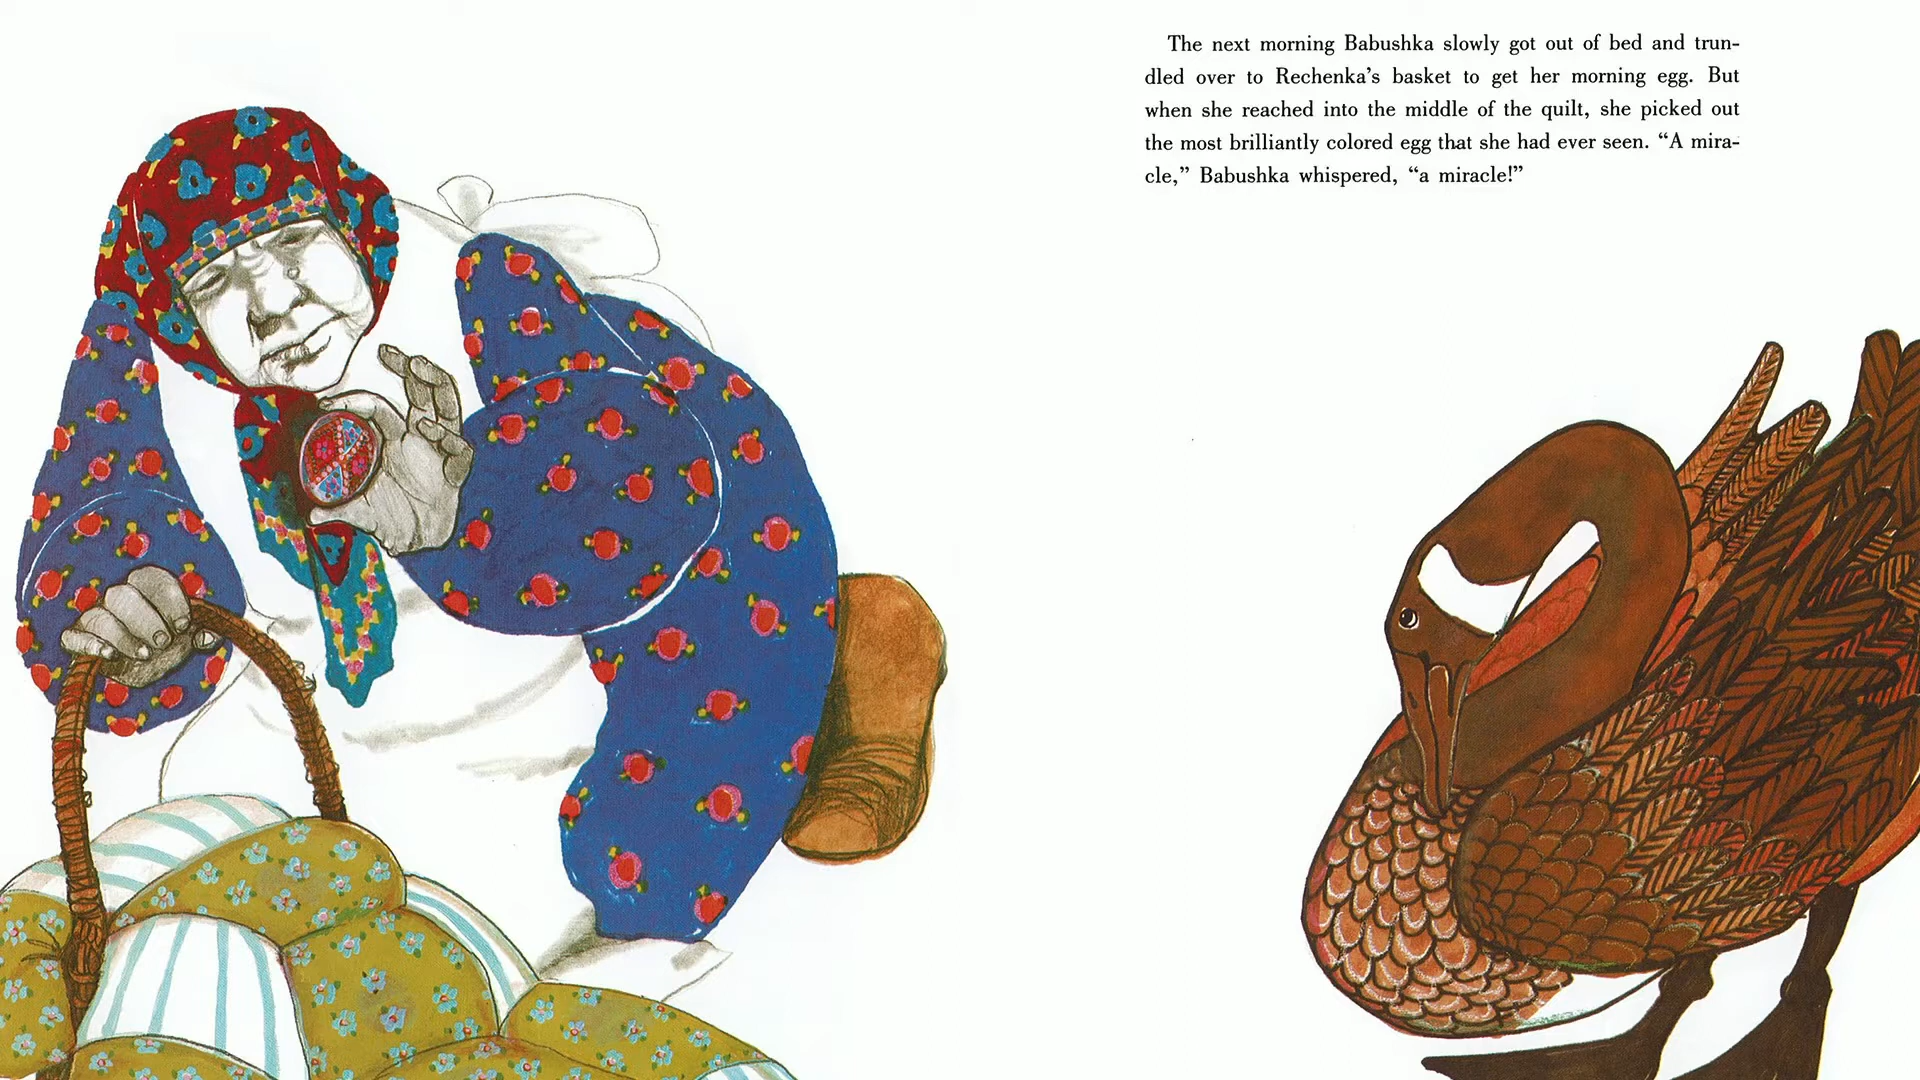 The next morning Babushka slowly got out of bed and trun-
dled over to Rechenka's basket to get her morning egg. But
when she reached into the middle of the quilt, she picked out
the most brilliantly colored egg that she had ever seen. “A mira-
cle,” Babushka whispered, “a miracle!”